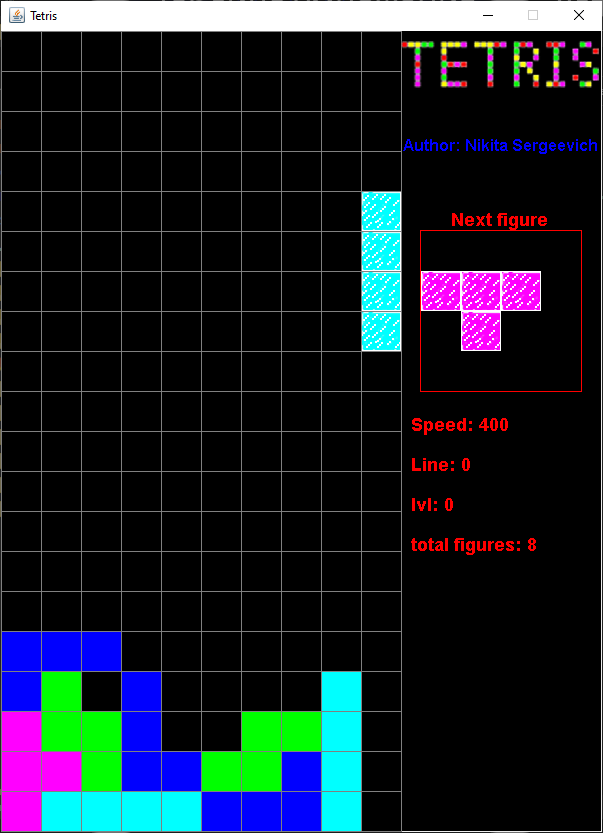 Tetris
TETRIS
Author: Nikita Sergeevich
Next figure
Speed: 400
Line: 0
lvl: 0
total figures: 8